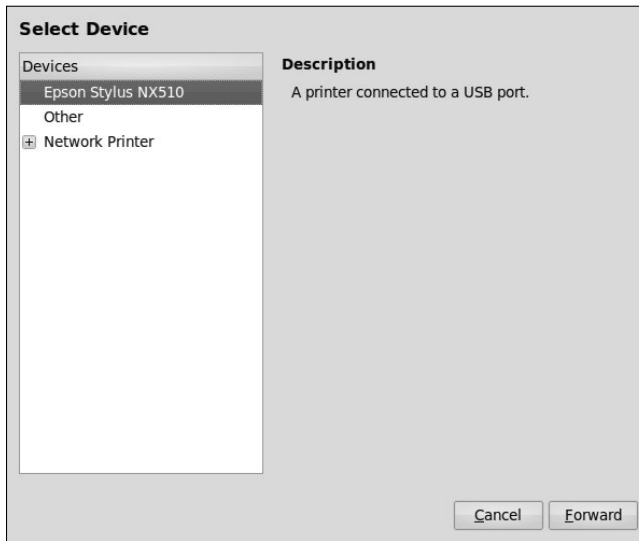 Select Device
Devices
Epson Stylus NX510
Other
Network Printer
Description
A printer connected to a USB port.
Cancel
Forward